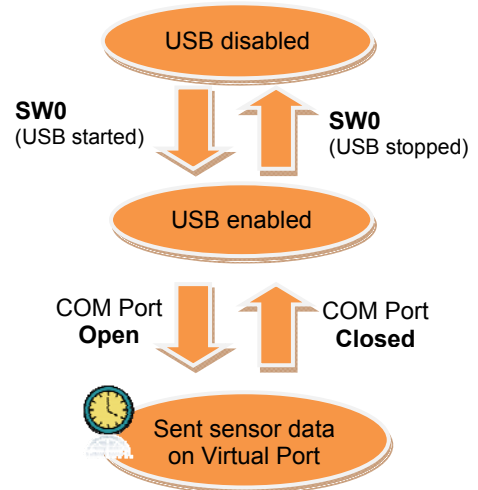 USB disabled
SW0
(USB started)
SW0
(USB stopped)
USB enabled
COM Port
Open
COM Port
Closed
Sent sensor data
on Virtual Port